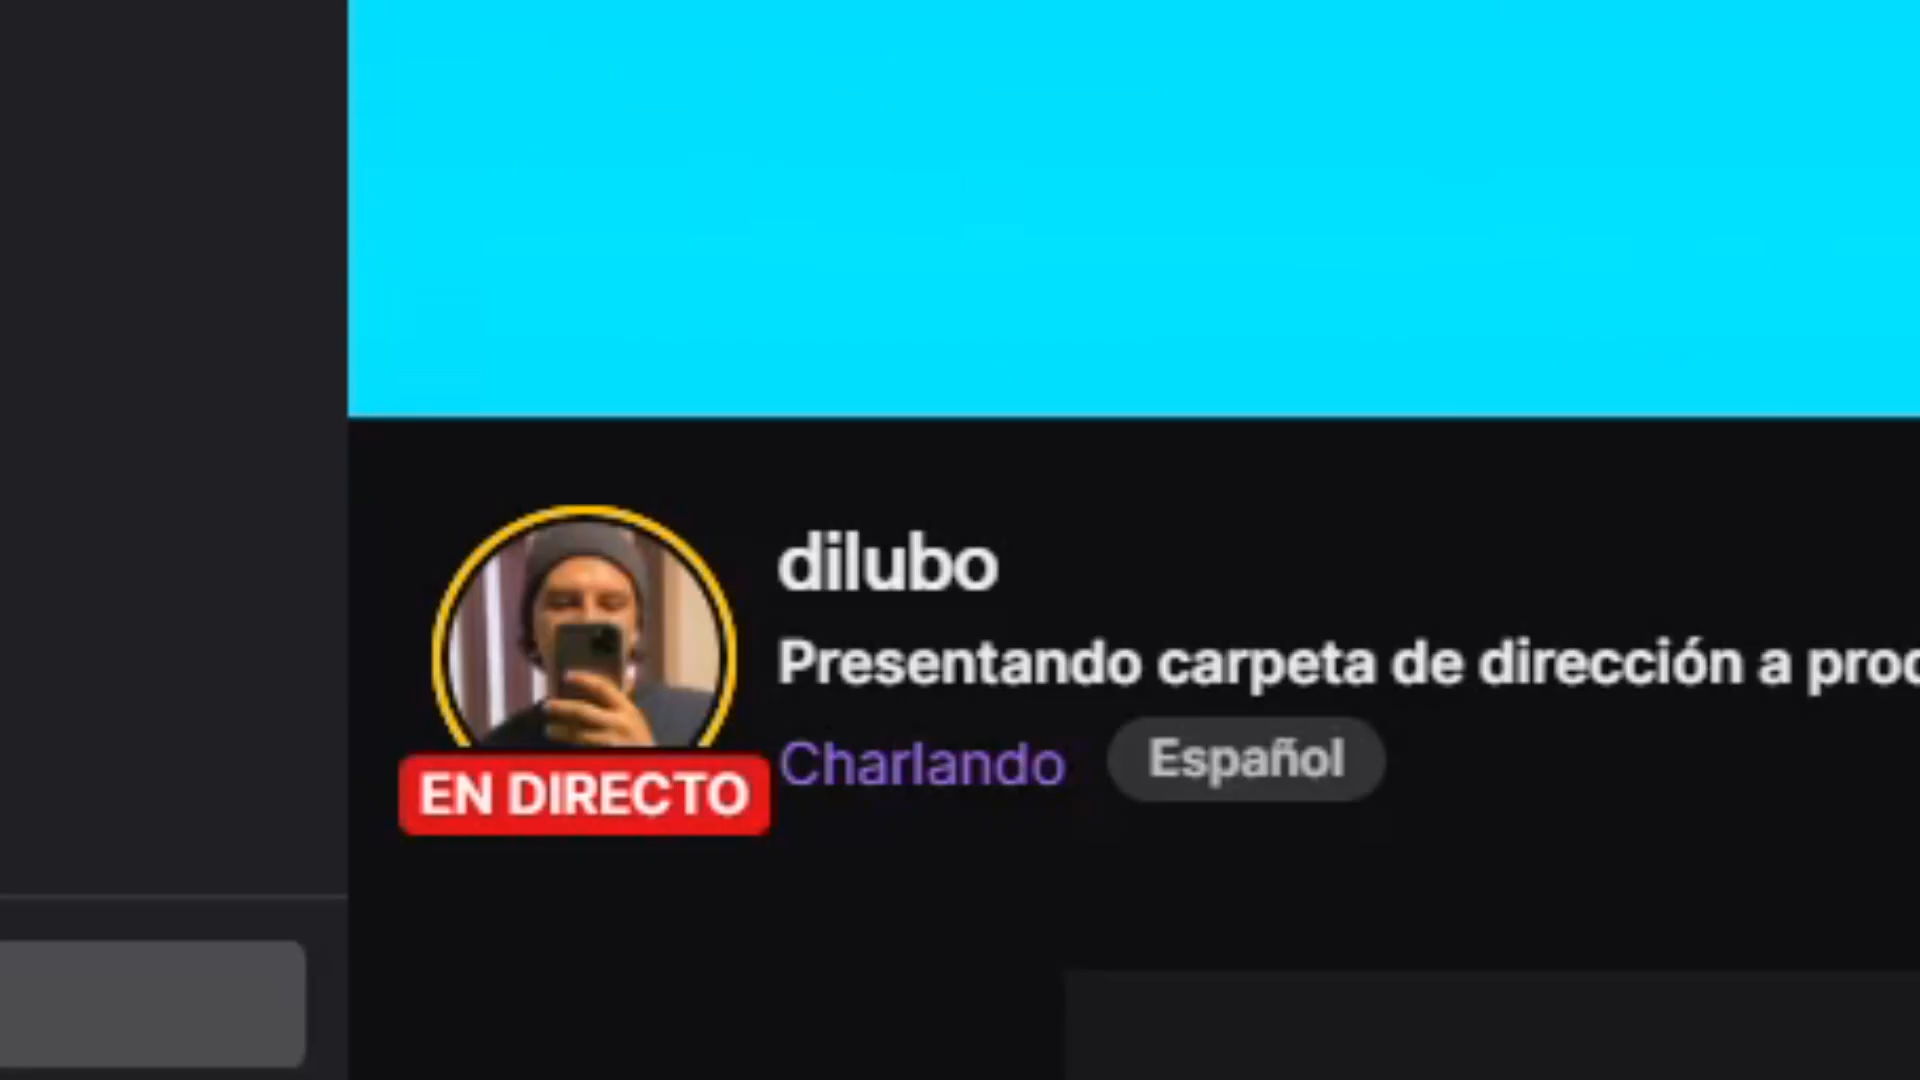 dilubo
Presentando carpeta de dirección a
Charlando
Español
EN DIRECTO